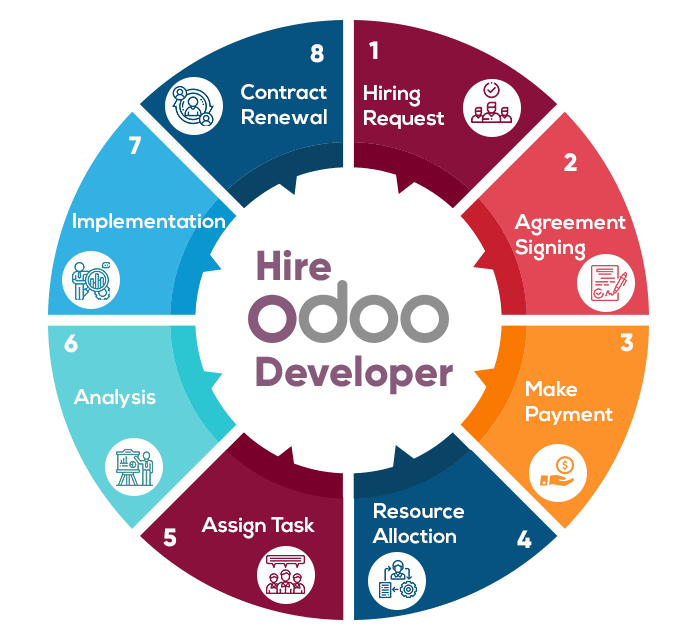 1
Hiring
Request
2
Agreement
Signing
3
Make
Payment
4
Resource
Alloction
5
Assign Task
6
Analysis
7
Implementation
8
Contract
Renewal
Hire
odoo
Developer